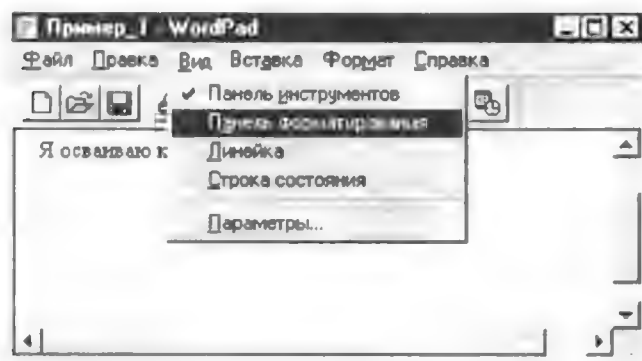 Пример_1 - WordPad
Файл Правка Вид Вставка Формат Справка
Панель инструментов
Панель форматирования
Я осваиваю к
Линейка
Строка состояния
Параметры...